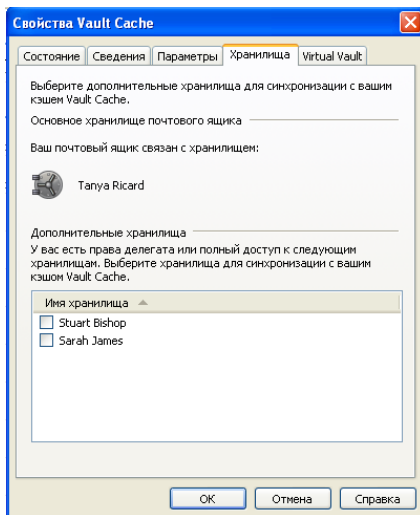 Свойства Vault Cache
Состояние Сведения Параметры Хранилища Virtual Vault
Выберите дополнительные хранилища для синхронизации с вашим
кэшем Vault Cache.
Основное хранилище почтового ящика
Ваш почтовый ящик связан с хранилищем:
Tanya Ricard
Дополнительные хранилища
У вас есть права делегата или полный доступ к следующим
хранилищам. Выберите хранилища для синхронизации с вашим
кэшом Vault Cache.
Имя хранилища
Stuart Bishop
Sarah James
ОК Отмена Справка